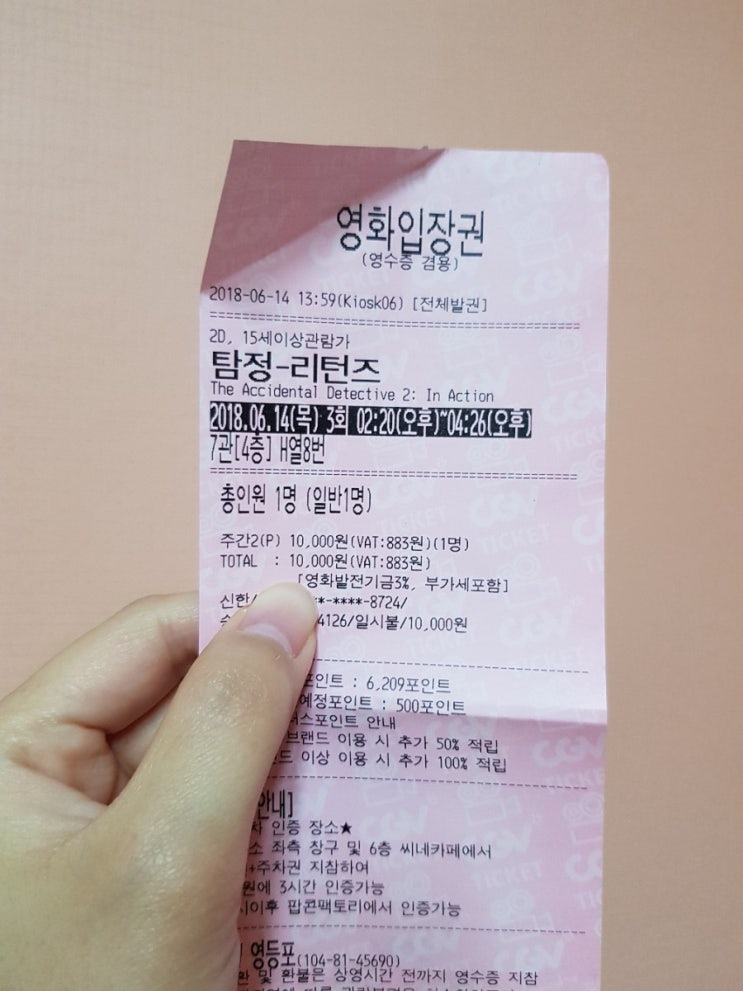 영화입장권
(영수증 겸용)
2018-06-14 13:59(Kiosk06) [전체발권]
2D, 15세이상관람가
탐정-리턴즈
The Accidental Detective 2: In Action
2018.06.14(목) 3회 02:20(오후)~04:26(오후)
7관[4층] H열8번
총인원 1명 (일반1명)
주간2(P) 10,000원(VAT:883원)(1명)
TOTAL : 10,000원(VAT:883원)
[영화발전기금3%, 부가세포함]
신한/ **-****-8724/
4126/일시불/10,000원
포인트 : 6,209포인트
예정포인트 : 500포인트
스포인트 안내
브랜드 이용 시 추가 50% 적립
드 이상 이용 시 추가 100% 적립
안내]
차 인증 장소★
소 좌측 창구 및 6층 씨네카페에서
+주차권 지참하여
원에 3시간 인증가능
시이후 팝콘팩토리에서 인증가능
영등포(104-81-45690)
환 및 환불은 상영시간 전까지 영수증 지참